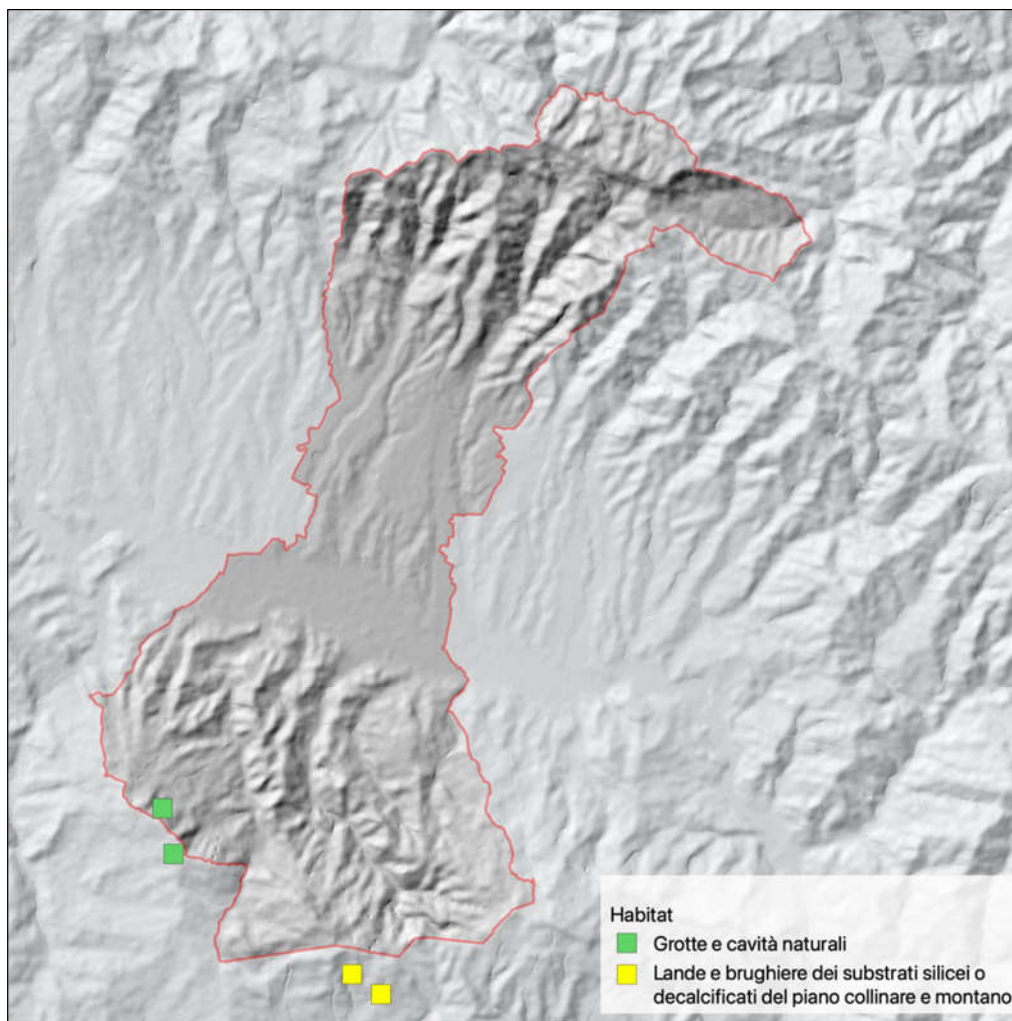 Habitat
Grotte e cavità naturali
Lande e brughiere dei substrati silicei o
decalcificati del piano collinare e montano